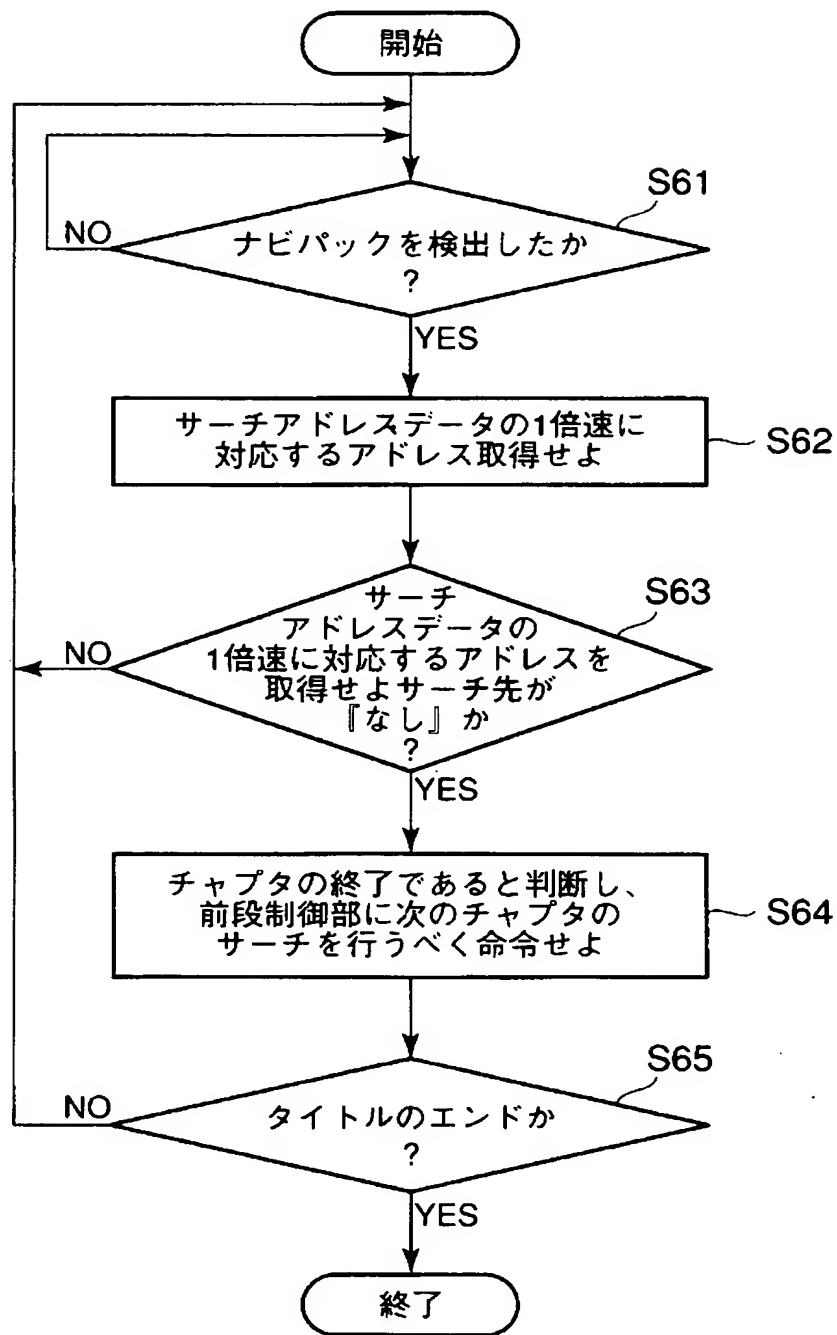 開始
S61
NO
ナビパックを検出したか
?
YES
サーチアドレスデータの1倍速に
対応するアドレス取得せよ
S62
サーチ
アドレスデータの
1倍速に対応するアドレスを
取得せよサーチ先が
『なし』か
?
S63
NO
YES
チャプタの終了であると判断し、
前段制御部に次のチャプタの
サーチを行うべく命令せよ
S64
S65
NO
タイトルのエンドか
?
YES
終了